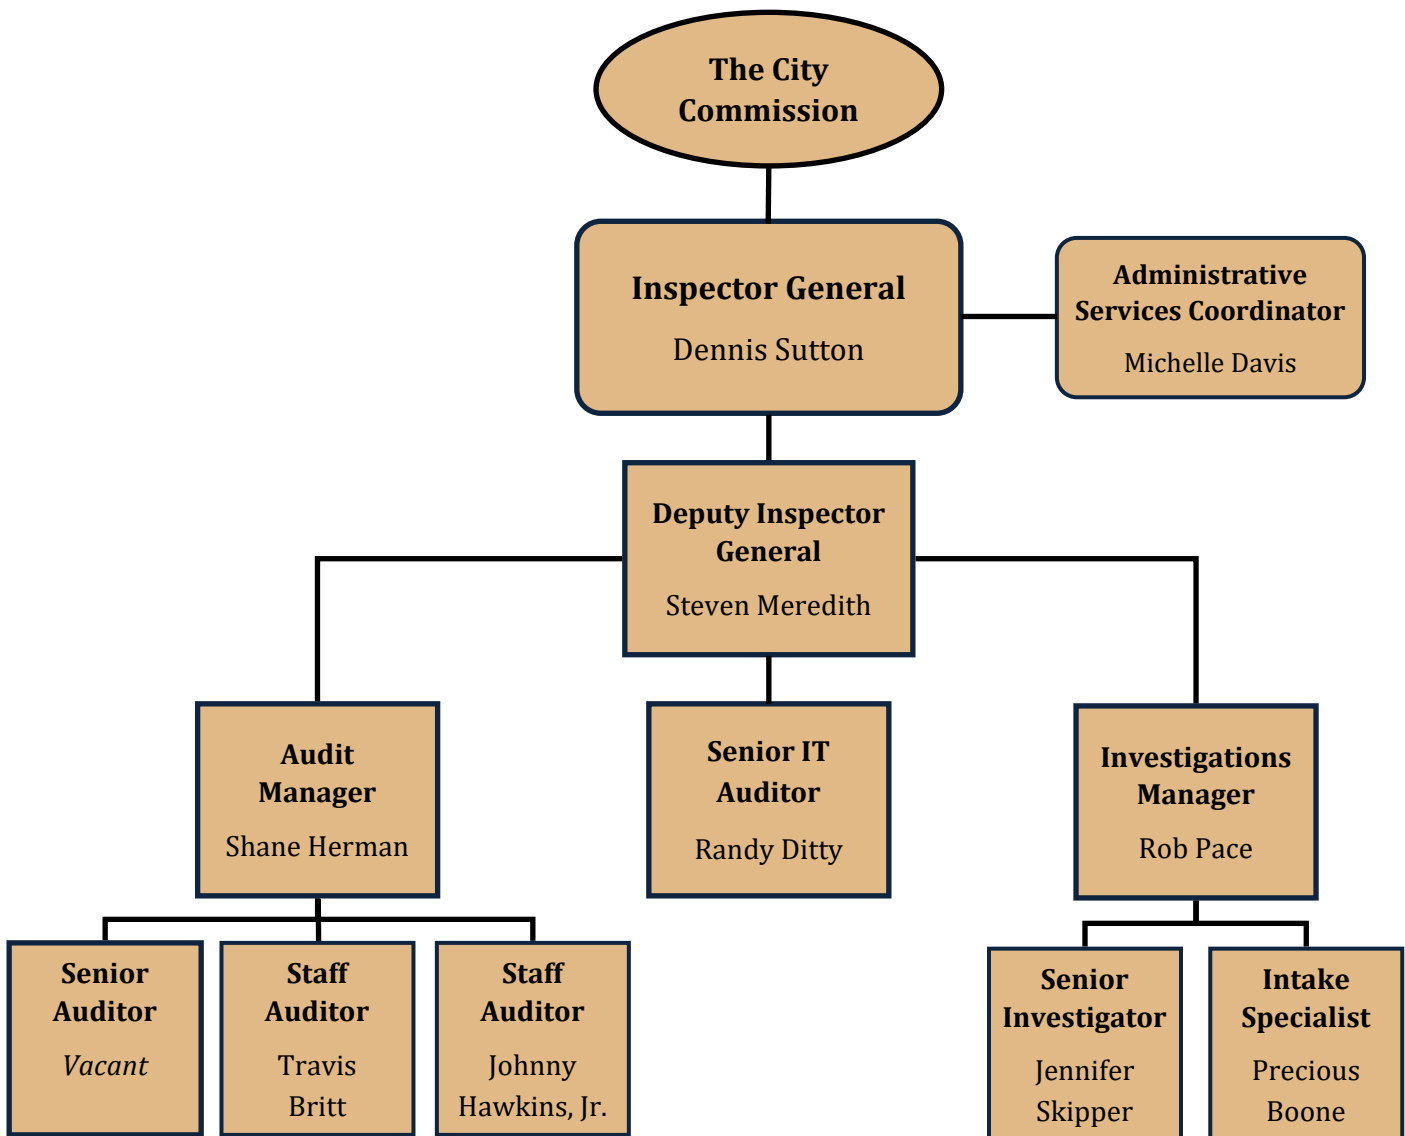 The City
Commission
Inspector General
Dennis Sutton
Administrative
Services Coordinator
Michelle Davis
Deputy Inspector
General
Steven Meredith
Audit
Manager
Shane Herman
Senior IT
Auditor
Randy Ditty
Investigations
Manager
Rob Pace
Senior
Auditor
Vacant
Staff
Auditor
Travis
Britt
Staff
Auditor
Johnny
Hawkins, Jr.
Senior
Investigator
Jennifer
Skipper
Intake
Specialist
Precious
Boone